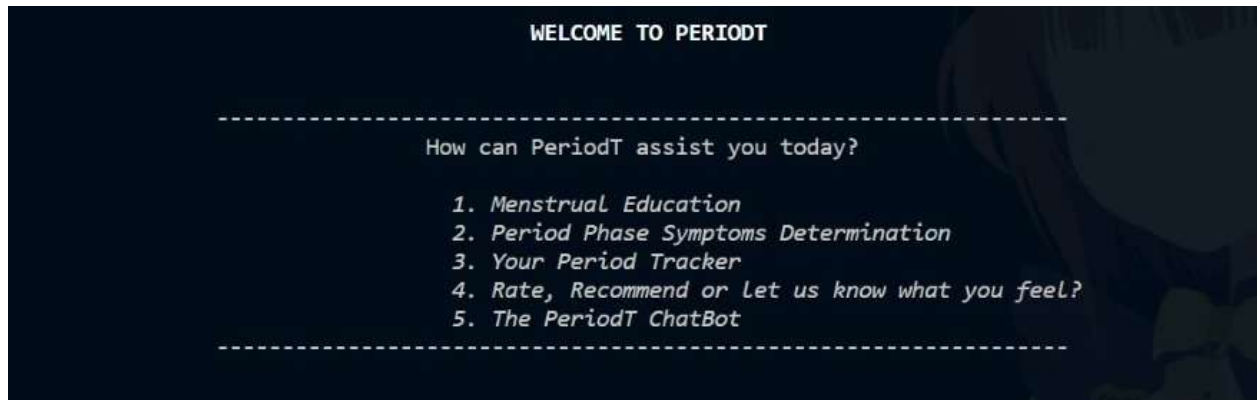 WELCOME TO PERIODT
------------------------------------------------------------------
How can PeriodT assist you today?
1. Menstrual Education
2. Period Phase Symptoms Determination
3. Your Period Tracker
4. Rate, Recommend or let us know what you feel?
5. The PeriodT ChatBot
------------------------------------------------------------------